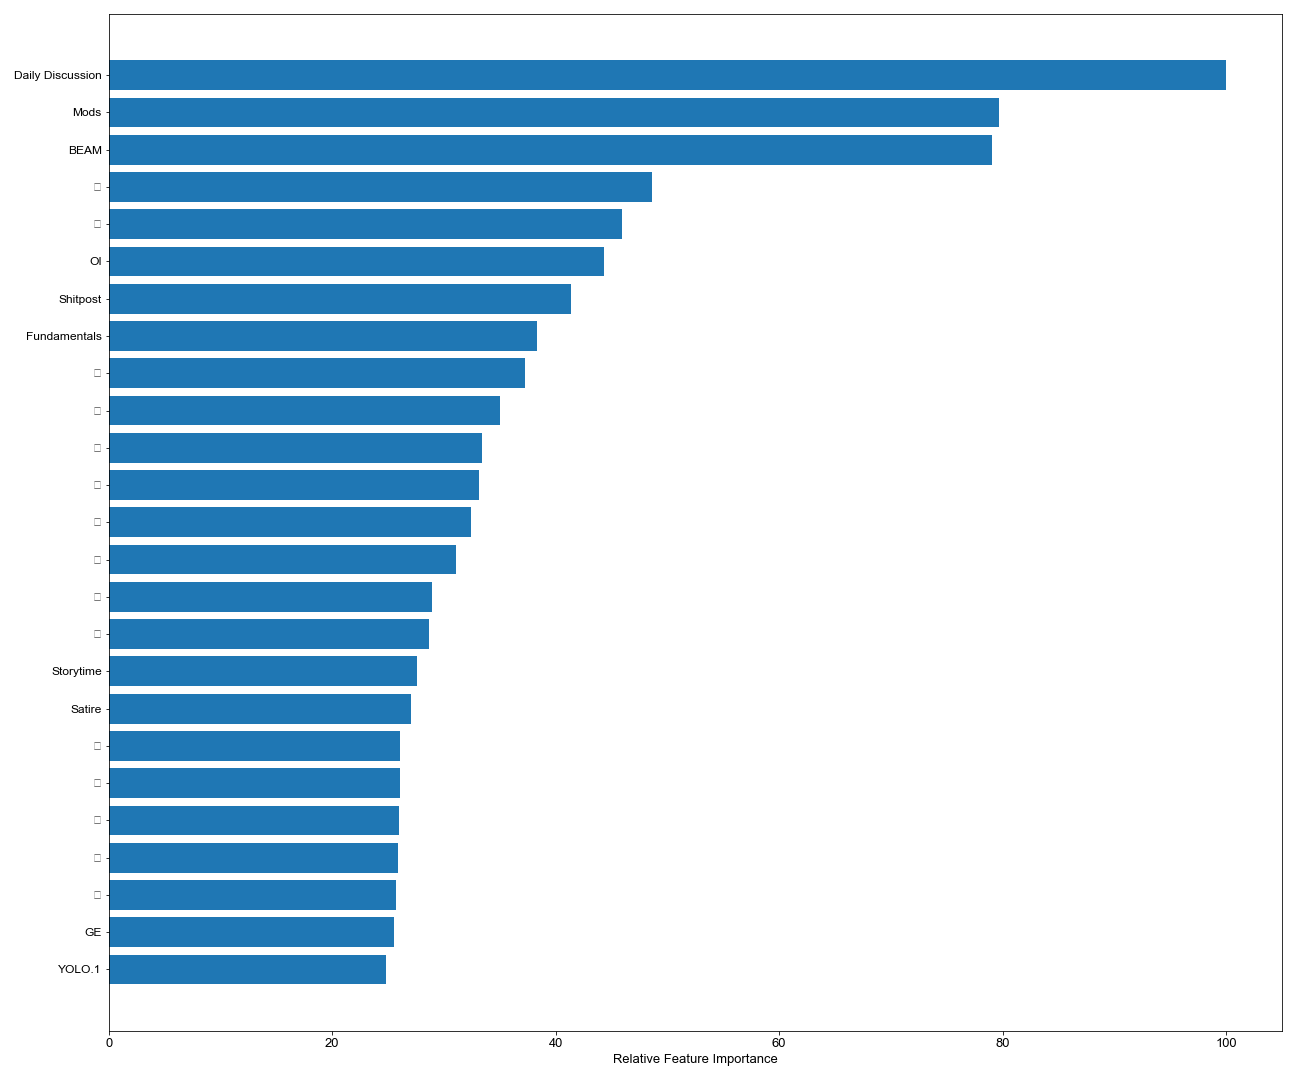 Daily Discussion
Mods
BEAM
OI
Shitpost
Fundamentals
Storytime
Satire
GE
YOLO.1
0 20 40 60 80 100
Relative Feature Importance